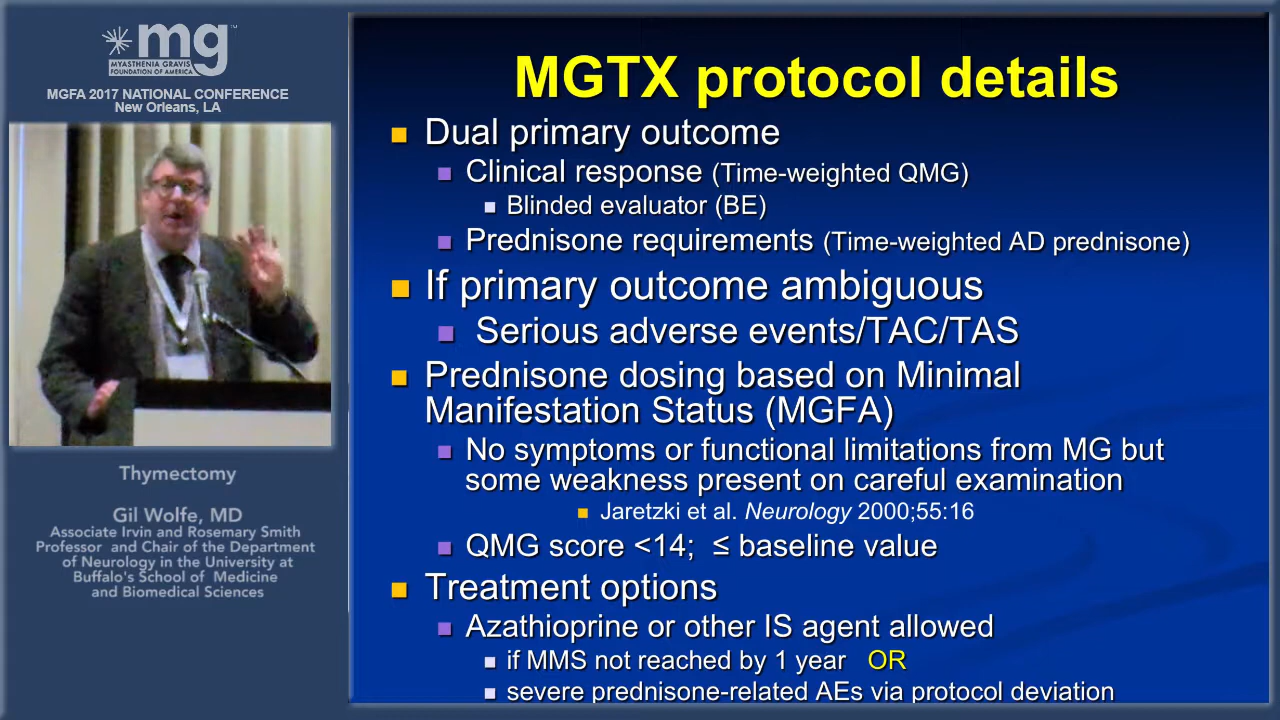 mg
MYASTHENIA GRAVIS
FOUNDATION OF AMERICA
MGFA 2017 NATIONAL CONFERENCE
New Orleans, LA
Thymectomy
Gil Wolfe, MD
Associate Irvin and Rosemary Smith
Professor and Chair of the Department
of Neurology in the University at
Buffalo's School of Medicine
and Biomedical Sciences
MGTX protocol details
Dual primary outcome
Clinical response (Time-weighted QMG)
Blinded evaluator (BE)
Prednisone requirements (Time-weighted AD prednisone)
If primary outcome ambiguous
Serious adverse events/TAC/TAS
Prednisone dosing based on Minimal
Manifestation Status (MGFA)
No symptoms or functional limitations from MG but
some weakness present on careful examination
Jaretzki et al. Neurology 2000;55:16
QMG score <14; ≤ baseline value
Treatment options
Azathioprine or other IS agent allowed
if MMS not reached by 1 year OR
severe prednisone-related AEs via protocol deviation